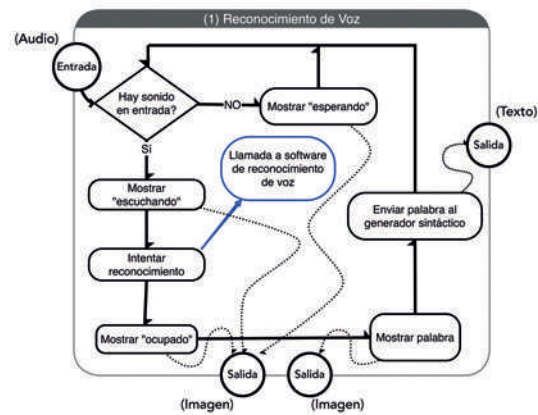 (1) Reconocimiento de Voz
(Audio)
Entrada
Hay sonido
en entrada?
NO
Mostrar "esperando"
(Texto)
Salida
Sí
Llamada a software
de reconocimiento
de voz
Mostrar
"escuchando"
Enviar palabra al
generador sintáctico
Intentar
reconocimiento
Mostrar "ocupado"
Mostrar palabra
Salida
Salida
(Imagen)
(Imagen)